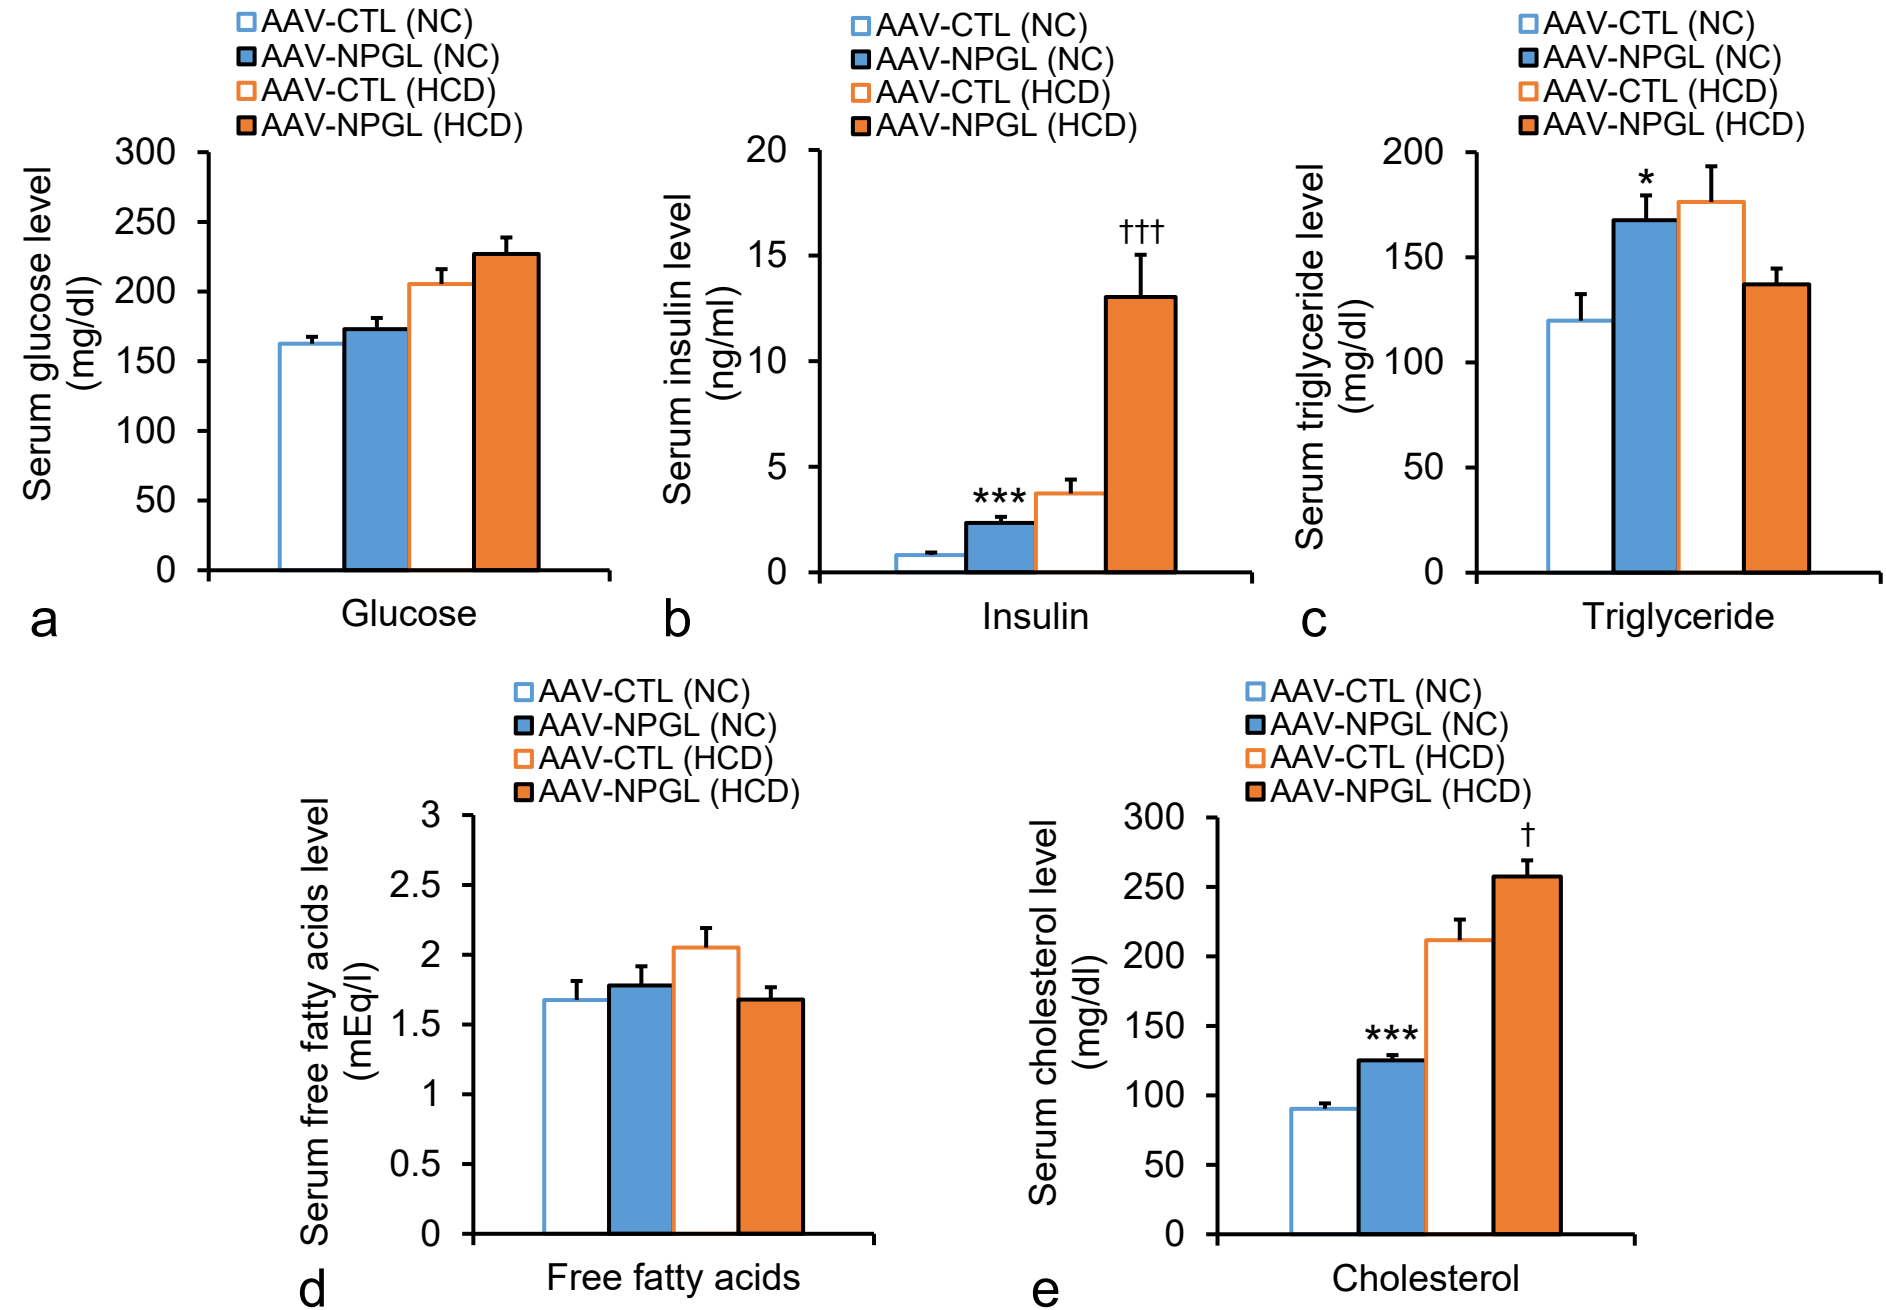 AAV-CTL (NC)
AAV-NPGL (NC)
AAV-CTL (HCD)
AAV-NPGL (HCD)
300
250
200
150
100
50
0
Serum glucose level
(mg/dl)
Glucose
a
AAV-CTL (NC)
AAV-NPGL (NC)
AAV-CTL (HCD)
AAV-NPGL (HCD)
20
15
10
5
0
Serum insulin level
(ng/ml)
***
†††
Insulin
b
AAV-CTL (NC)
AAV-NPGL (NC)
AAV-CTL (HCD)
AAV-NPGL (HCD)
200
150
100
50
0
Serum triglyceride level
(mg/dl)
*
Triglyceride
c
AAV-CTL (NC)
AAV-NPGL (NC)
AAV-CTL (HCD)
AAV-NPGL (HCD)
3
2.5
2
1.5
1
0.5
0
Serum free fatty acids level
(mEq/l)
Free fatty acids
d
AAV-CTL (NC)
AAV-NPGL (NC)
AAV-CTL (HCD)
AAV-NPGL (HCD)
300
250
200
150
100
50
0
Serum cholesterol level
(mg/dl)
***
†
Cholesterol
e